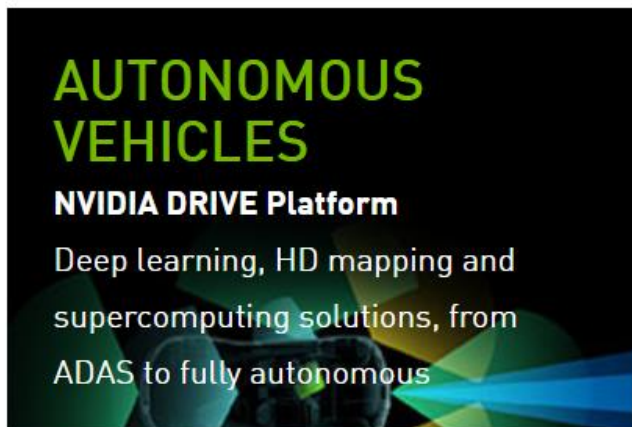 AUTONOMOUS
VEHICLES
NVIDIA DRIVE Platform
Deep learning, HD mapping and
supercomputing solutions, from
ADAS to fully autonomous